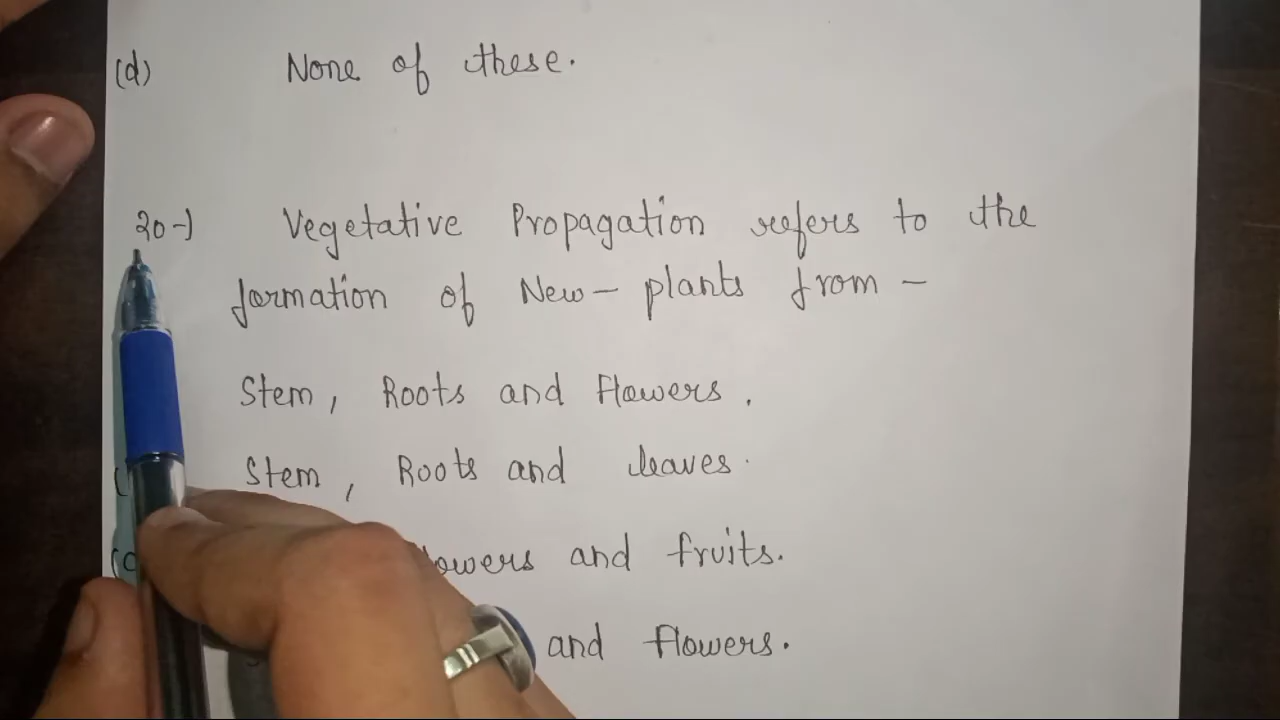 (d) None of these.
20-) Vegetative Propagation refers to the
formation of New- plants from -
Stem, Roots and Flowers.
Stem, Roots and leaves.
and fruits.
and flowers.